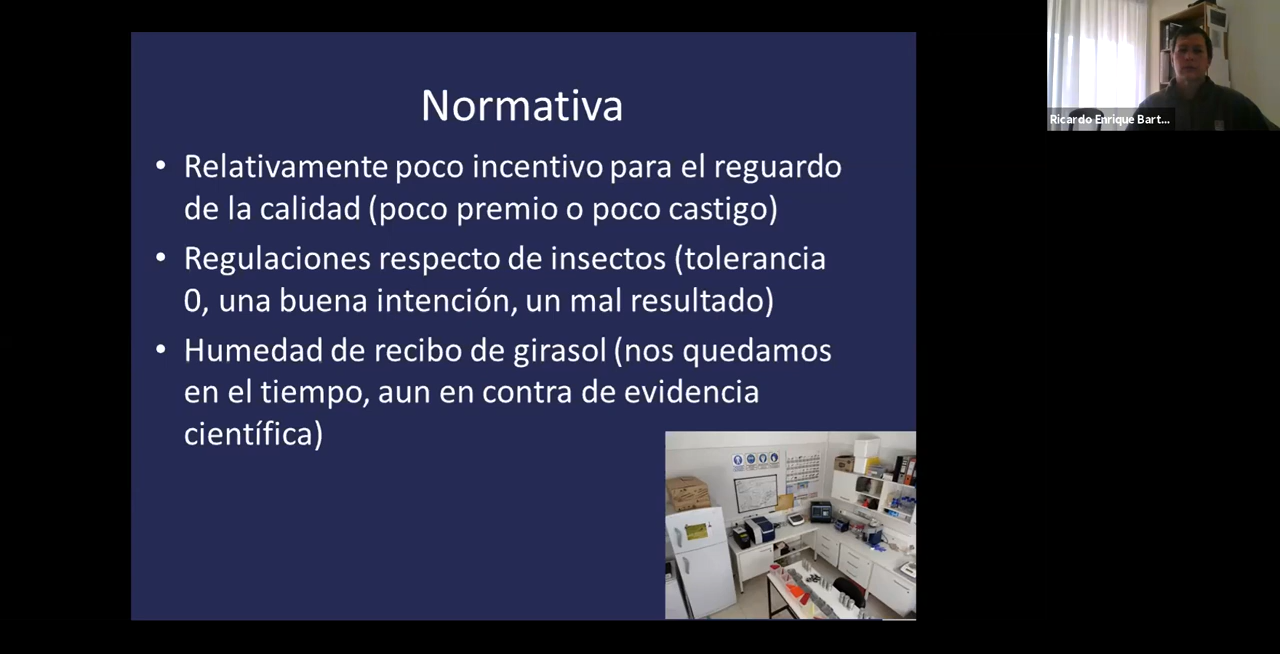 Normativa
• Relativamente poco incentivo para el reguardo
de la calidad (poco premio o poco castigo)
• Regulaciones respecto de insectos (tolerancia
0, una buena intención, un mal resultado)
• Humedad de recibo de girasol (nos quedamos
en el tiempo, aun en contra de evidencia
científica)
Ricardo Enrique Bart...